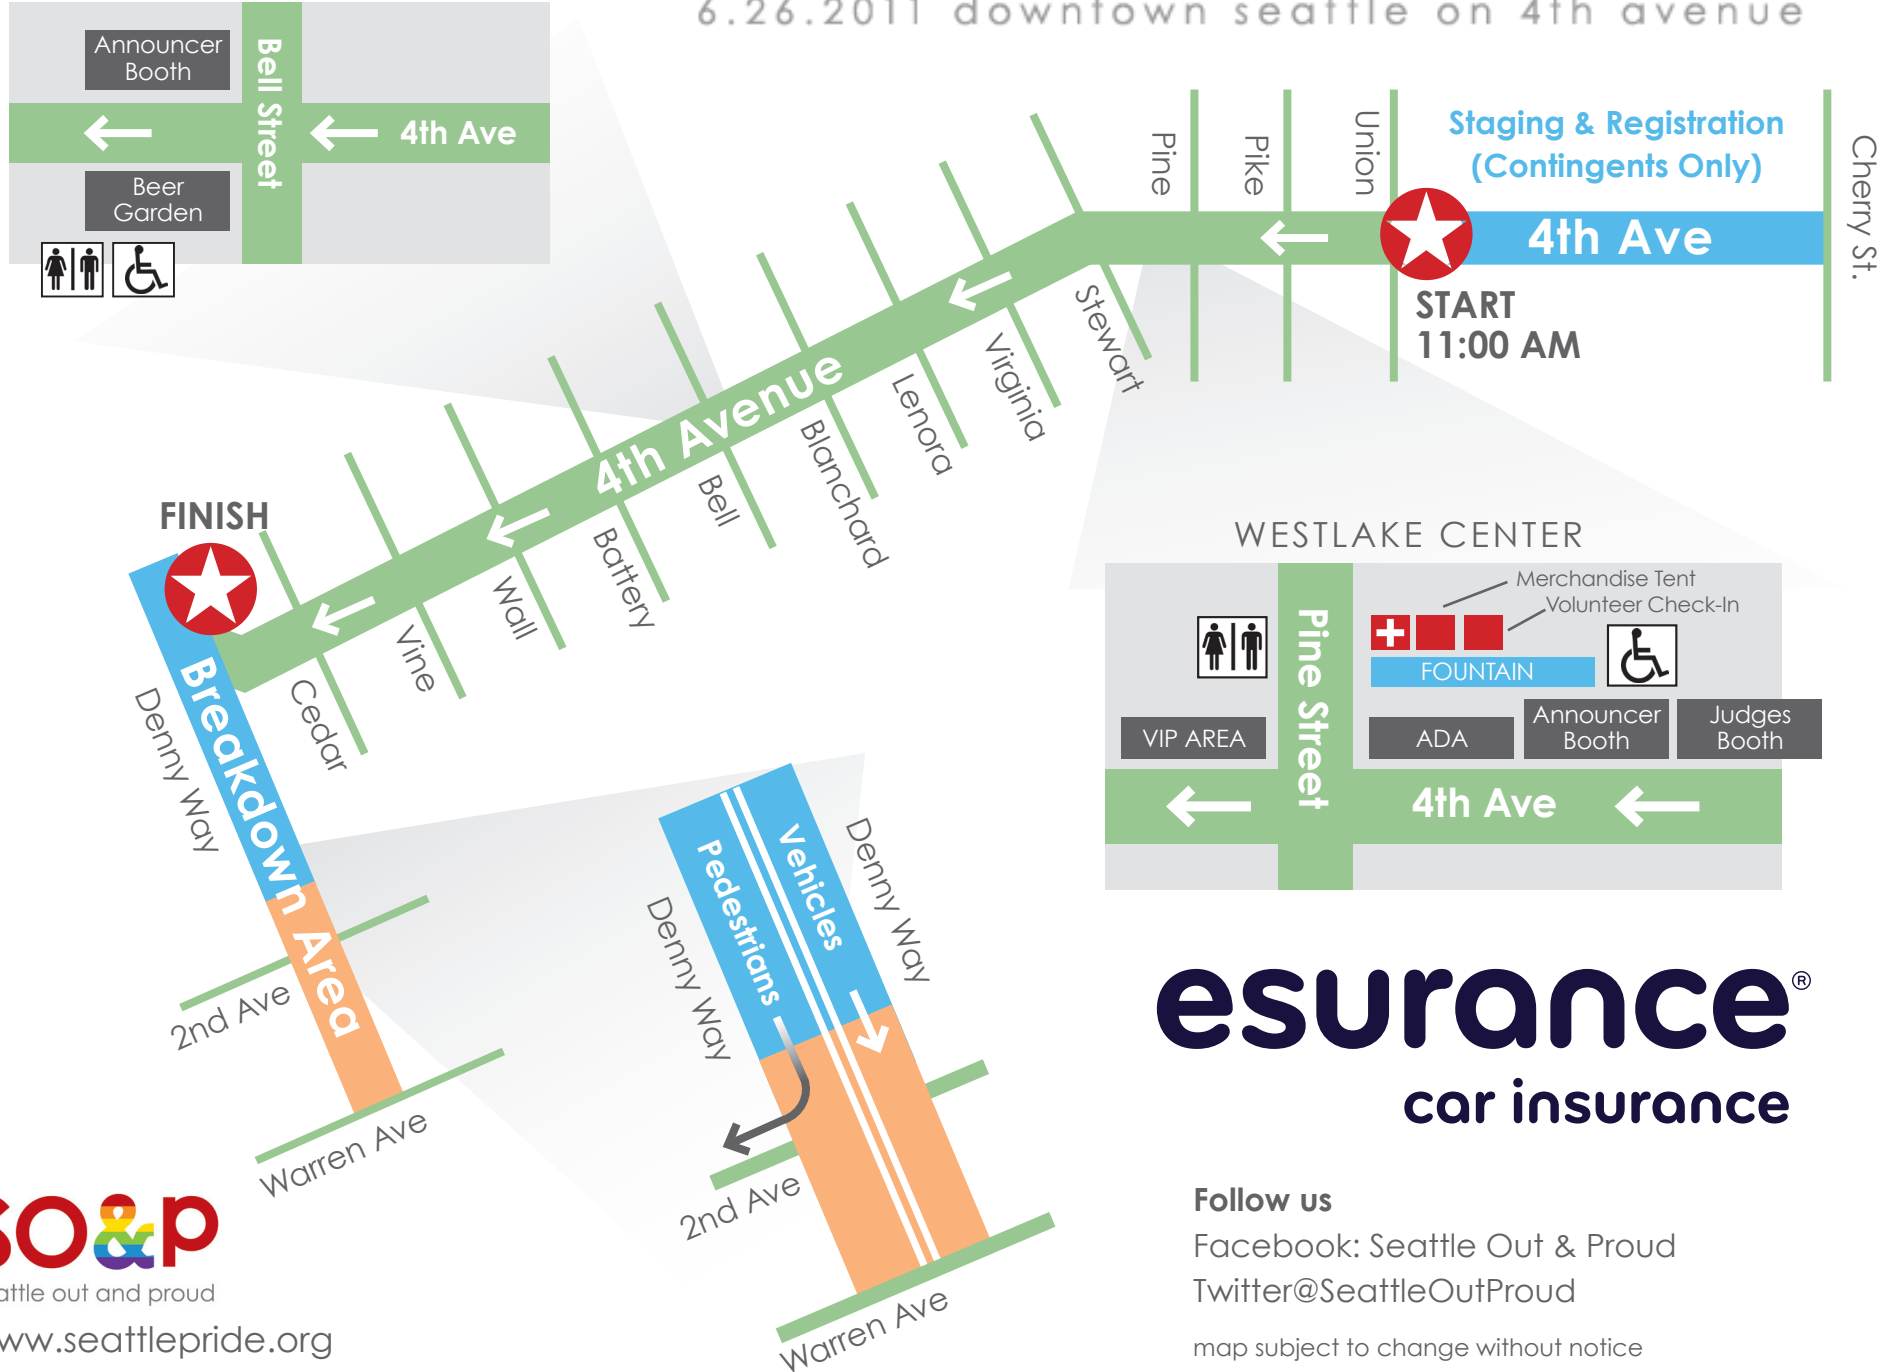 6.26.2011 downtown seattle on 4th avenue
Announcer
Booth
Bell Street
4th Ave
Beer
Garden
Pine
Pike
Union
Staging & Registration
(Contingents Only)
Cherry St.
4th Ave
START
11:00 AM
Stewart
Virginia
Lenora
Blanchard
4th Avenue
Bell
Battery
Wall
Vine
Cedar
FINISH
Denny Way
Breakdown Area
2nd Ave
Warren Ave
WESTLAKE CENTER
Merchandise Tent
Volunteer Check-In
Pine Street
FOUNTAIN
VIP AREA
ADA
Announcer
Booth
Judges
Booth
4th Ave
Pedestrians
Vehicles
Denny Way
Denny Way
2nd Ave
Warren Ave
esurance®
car insurance
Follow us
Facebook: Seattle Out & Proud
Twitter@SeattleOutProud
map subject to change without notice
SO&P
attle out and proud
ww.seattlepride.org